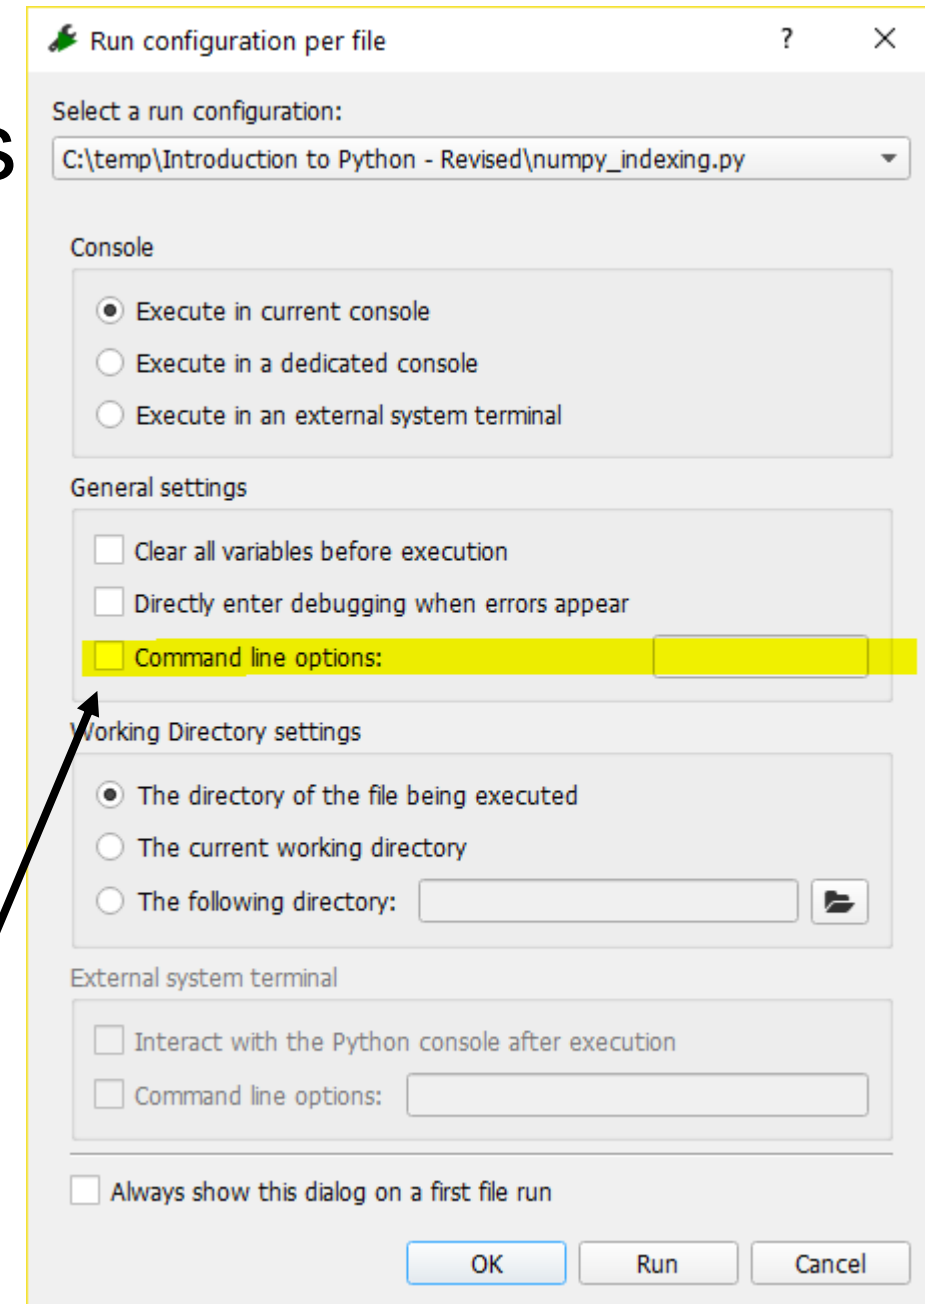 Run configuration per file ?
s
Select a run configuration:
C:\temp\Introduction to Python - Revised\numpy_indexing.py
Console
Execute in current console
Execute in a dedicated console
Execute in an external system terminal
General settings
Clear all variables before execution
Directly enter debugging when errors appear
Command line options:
Working Directory settings
The directory of the file being executed
The current working directory
The following directory:
External system terminal
Interact with the Python console after execution
Command line options:
Always show this dialog on a first file run
OK Run Cancel